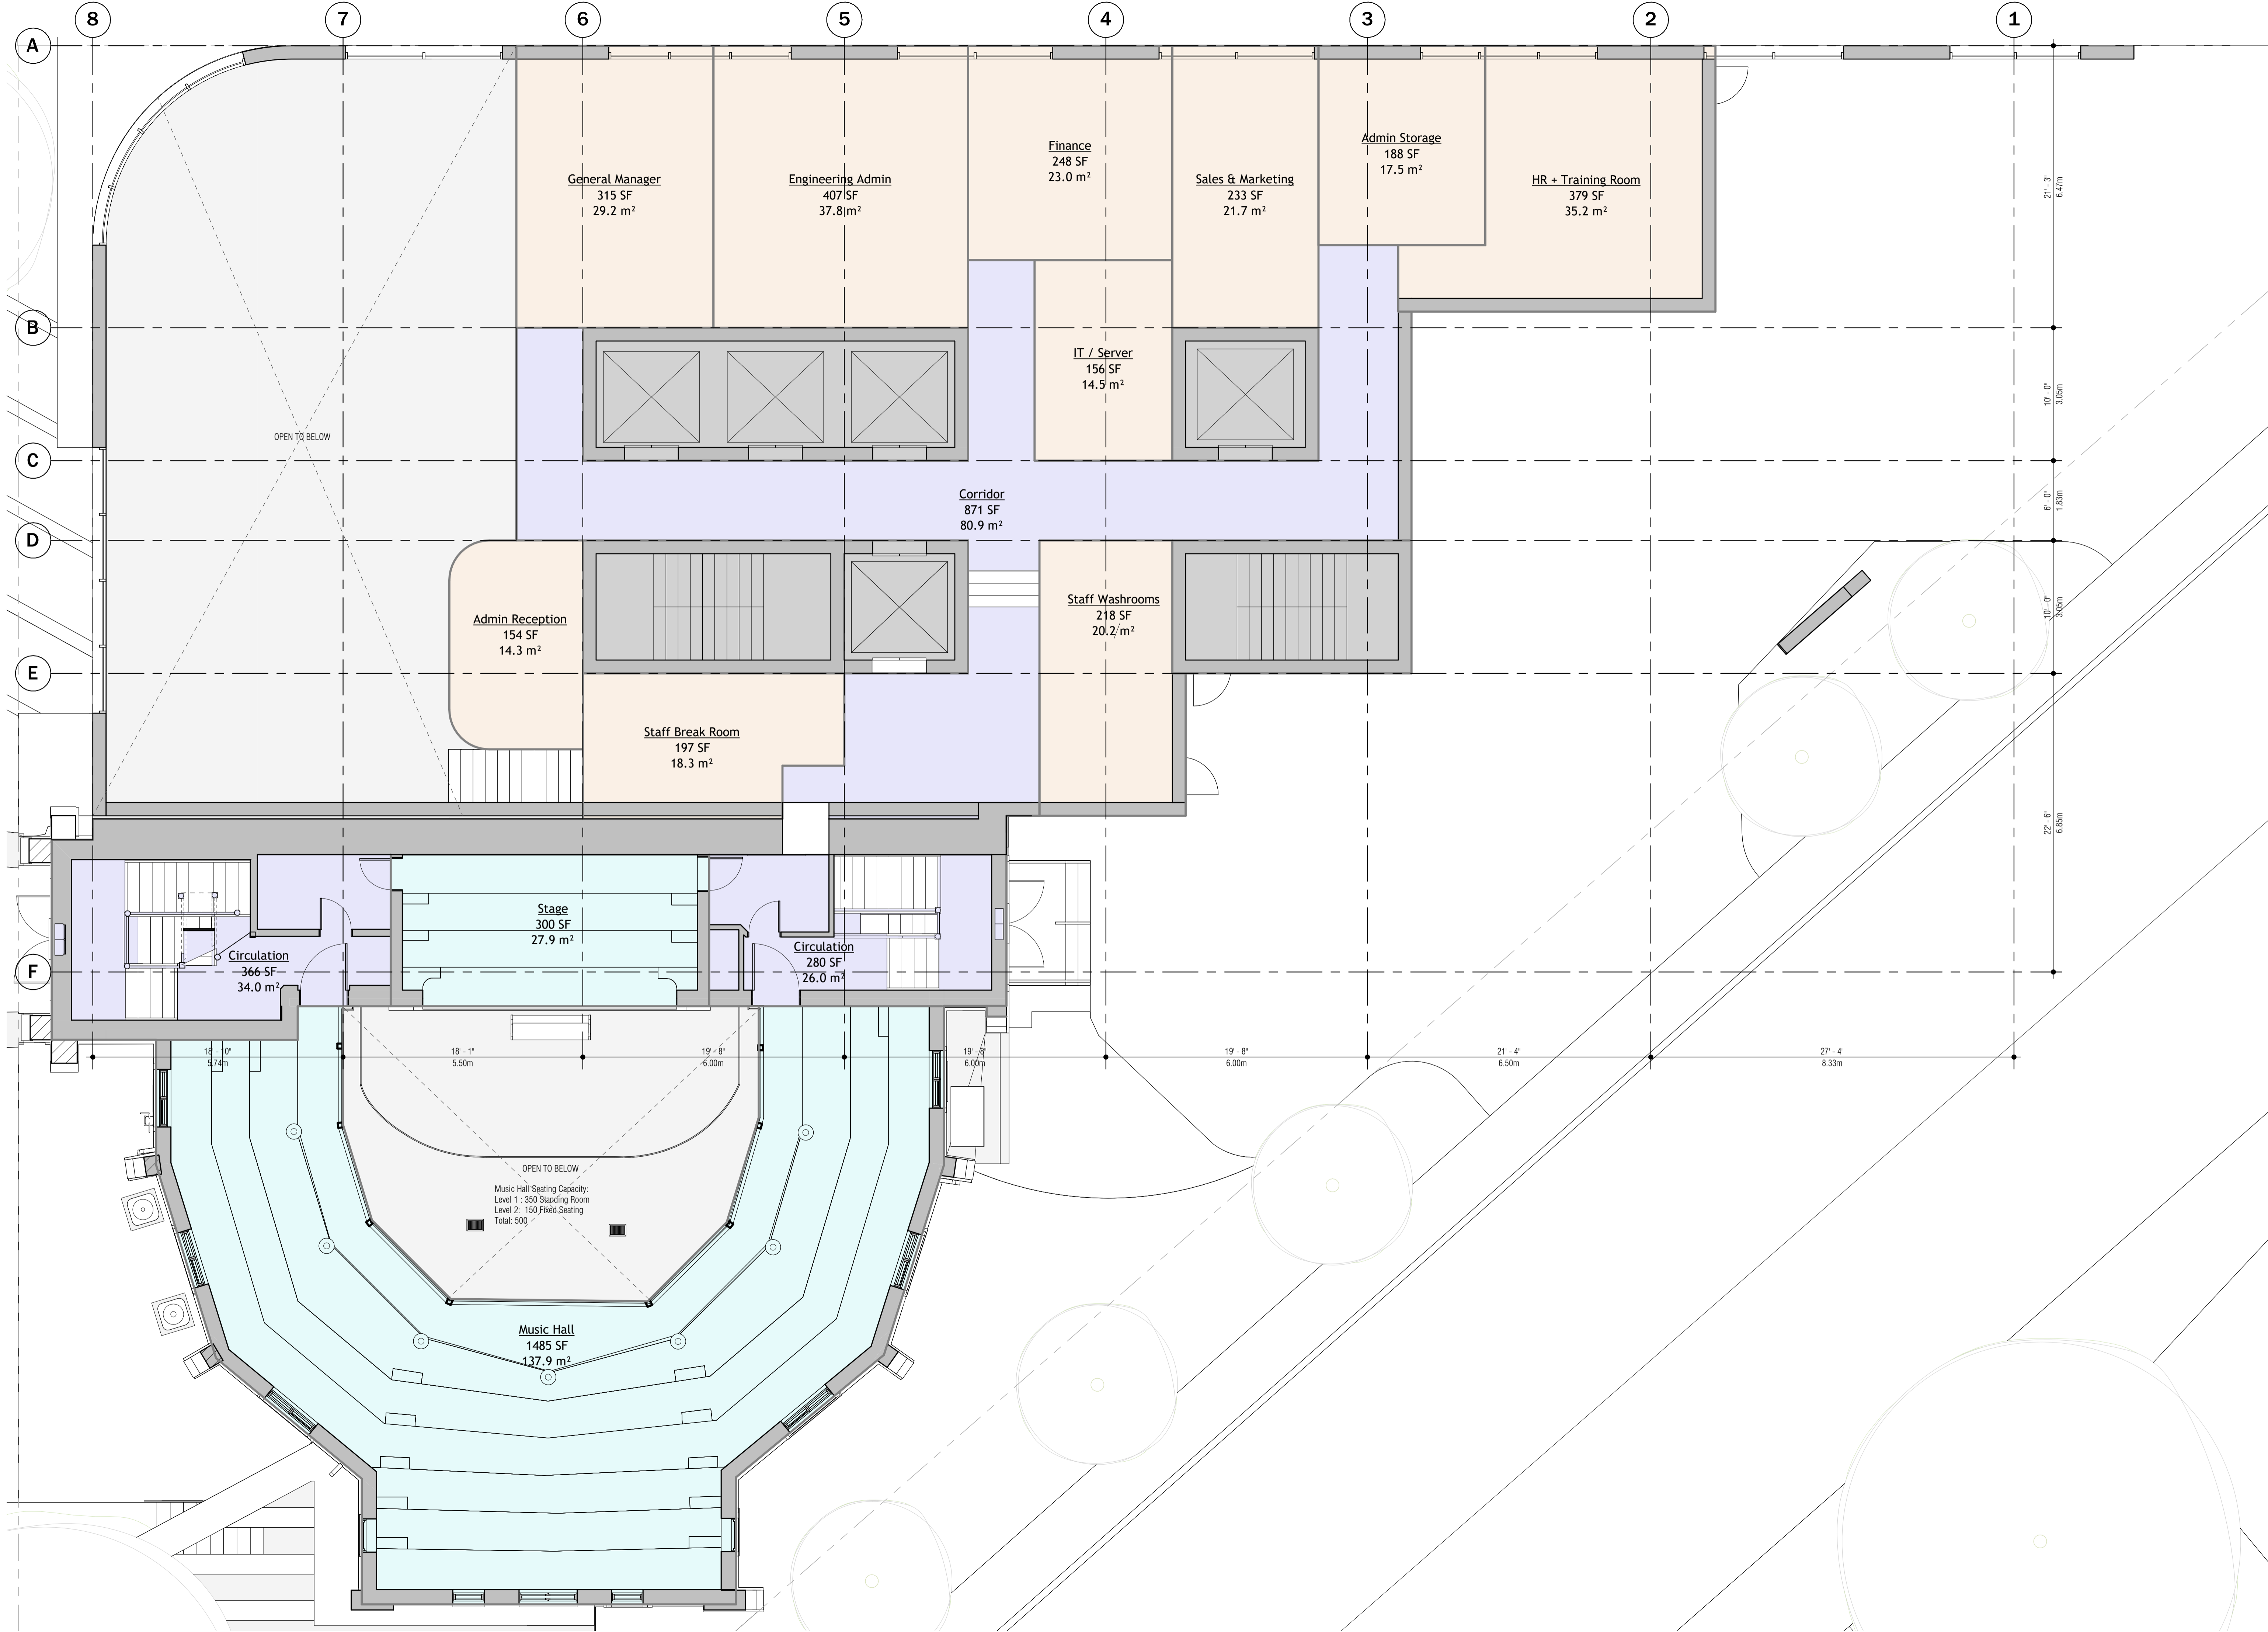 8
7
6
5
4
3
2
1
A
B
C
D
E
F
General Manager
315 SF
29.2 m²
Engineering Admin
407 SF
37.8 m²
Finance
248 SF
23.0 m²
Sales & Marketing
233 SF
21.7 m²
Admin Storage
188 SF
17.5 m²
HR + Training Room
379 SF
35.2 m²
21' - 3"
6.47m
IT / Server
156 SF
14.5 m²
10' - 0"
3.05m
OPEN TO BELOW
Corridor
871 SF
80.9 m²
6' - 0"
1.83m
Admin Reception
154 SF
14.3 m²
Staff Washrooms
218 SF
20.2 m²
10' - 0"
3.05m
Staff Break Room
197 SF
18.3 m²
22' - 6"
6.85m
Stage
300 SF
27.9 m²
Circulation
366 SF
34.0 m²
Circulation
280 SF
26.0 m²
18' - 10"
5.74m
18' - 1"
5.50m
19' - 8"
6.00m
19' - 8"
6.00m
19' - 8"
6.00m
21' - 4"
6.50m
27' - 4"
8.33m
OPEN TO BELOW
Music Hall Seating Capacity:
Level 1 : 350 Standing Room
Level 2: 150 Fixed Seating
Total: 500
Music Hall
1485 SF
137.9 m²